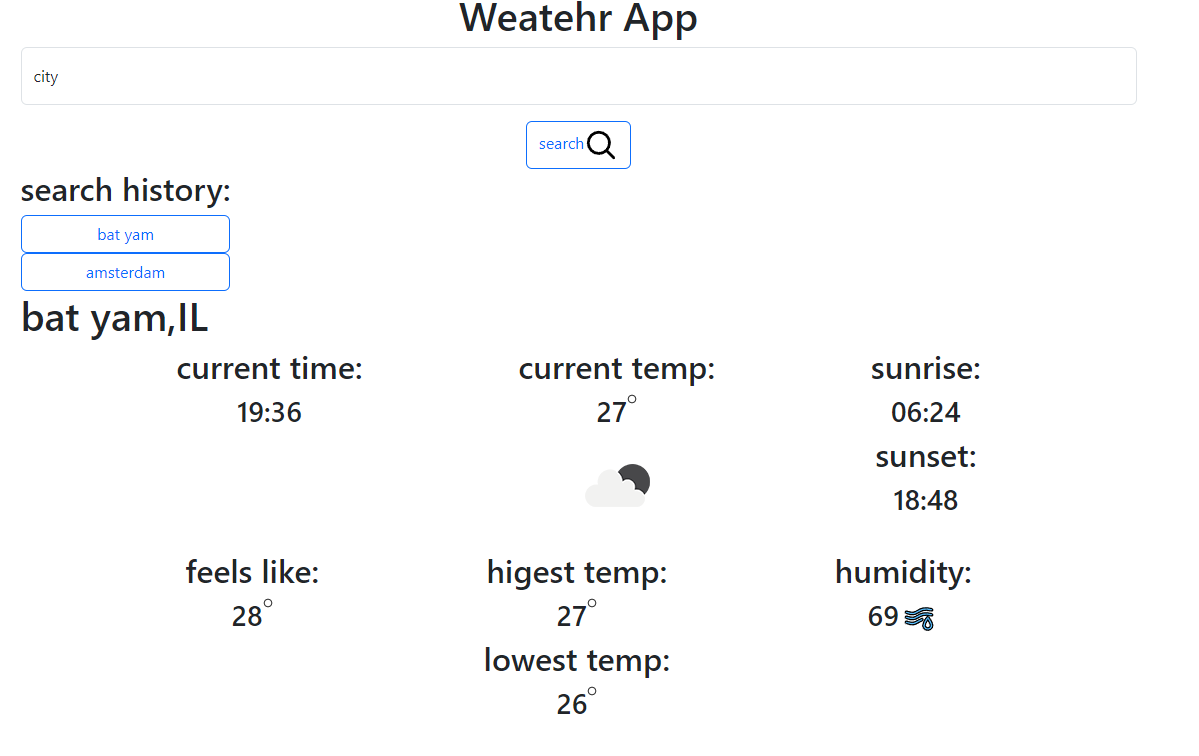 Weatehr App
city
search
search history:
bat yam
amsterdam
bat yam,IL
current time:
19:36
current temp:
27°
sunrise:
06:24
sunset:
18:48
feels like:
28°
higest temp:
27°
lowest temp:
26°
humidity:
69